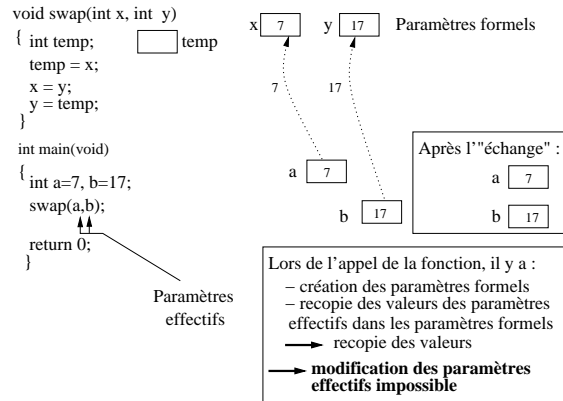 void swap(int x, int y)
{ int temp;
temp
temp = x;
x = y;
y = temp;
}
int main(void)
{
int a=7, b=17;
swap(a,b);
return 0;
}
Paramètres
effectifs
x 7
y 17
Paramètres formels
7
17
a 7
b 17
Après l'"échange" :
a 7
b 17
Lors de l'appel de la fonction, il y a :
– création des paramètres formels
– recopie des valeurs des paramètres
effectifs dans les paramètres formels
recopie des valeurs
modification des paramètres
effectifs impossible